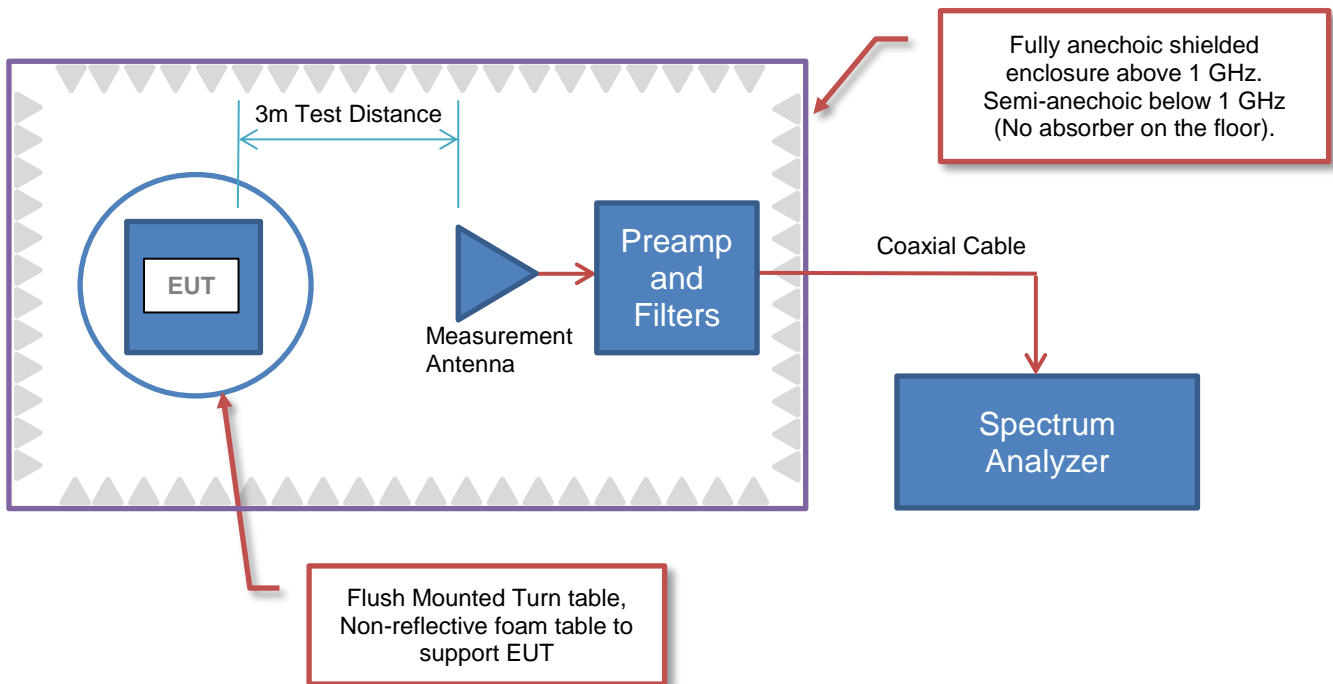 Fully anechoic shielded
enclosure above 1 GHz.
Semi-anechoic below 1 GHz
(No absorber on the floor).
3m Test Distance
EUT
Measurement
Antenna
Preamp
and
Filters
Coaxial Cable
Spectrum
Analyzer
Flush Mounted Turn table,
Non-reflective foam table to
support EUT